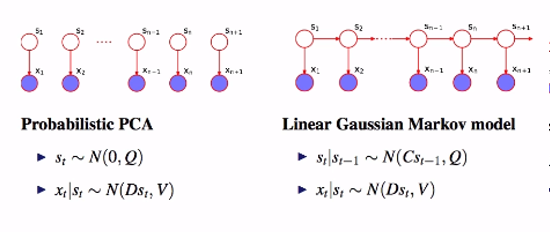 s₁ s₂ sₙ₋₁ sₙ sₙ₊₁
x₁ x₂ xₙ₋₁ xₙ xₙ₊₁
Probabilistic PCA
▶ sₜ ∼ N(0, Q)
▶ xₜ|sₜ ∼ N(Dsₜ, V)
s₁ s₂ sₙ₋₁ sₙ sₙ₊₁
x₁ x₂ xₙ₋₁ xₙ xₙ₊₁
Linear Gaussian Markov model
▶ sₜ|sₜ₋₁ ∼ N(Csₜ₋₁, Q)
▶ xₜ|sₜ ∼ N(Dsₜ, V)